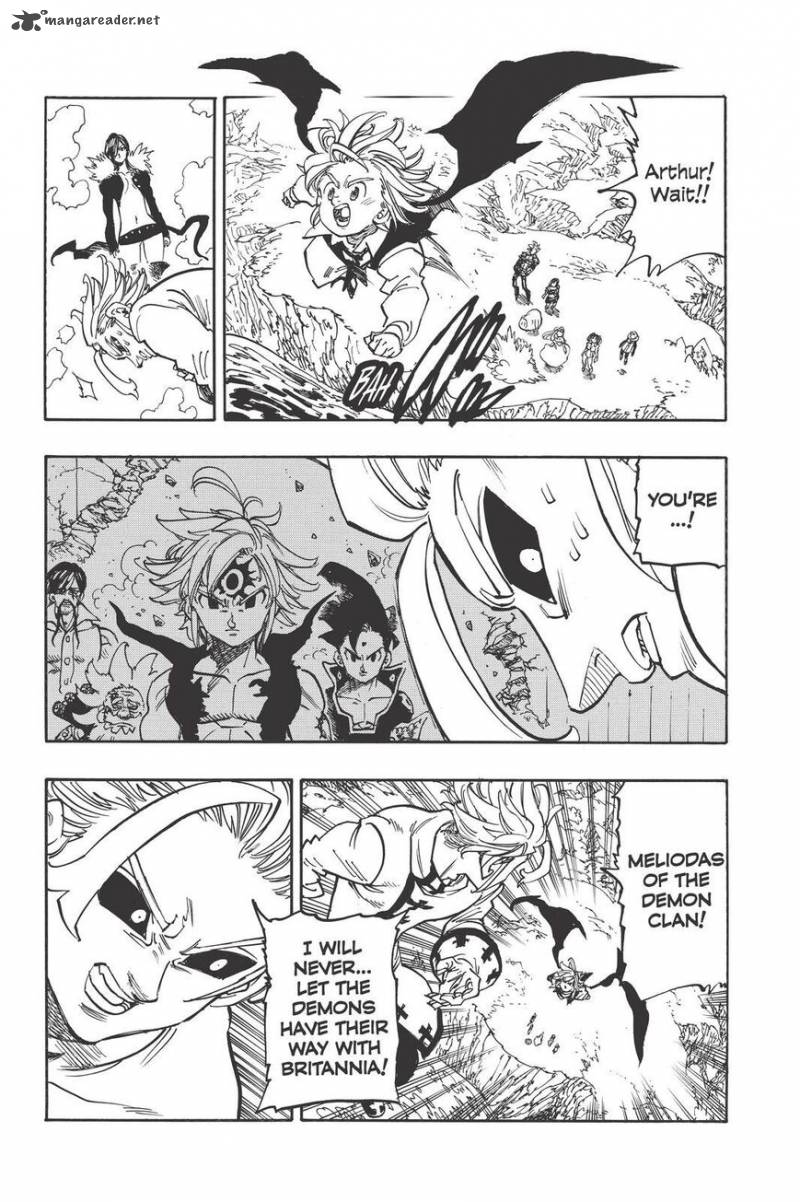 mangareader.net
Arthur!
Wait!!
BAH
YOU'RE
...!
MELIODAS
OF THE
DEMON
CLAN!
I WILL
NEVER...
LET THE
DEMONS
HAVE THEIR
WAY WITH
BRITANNIA!